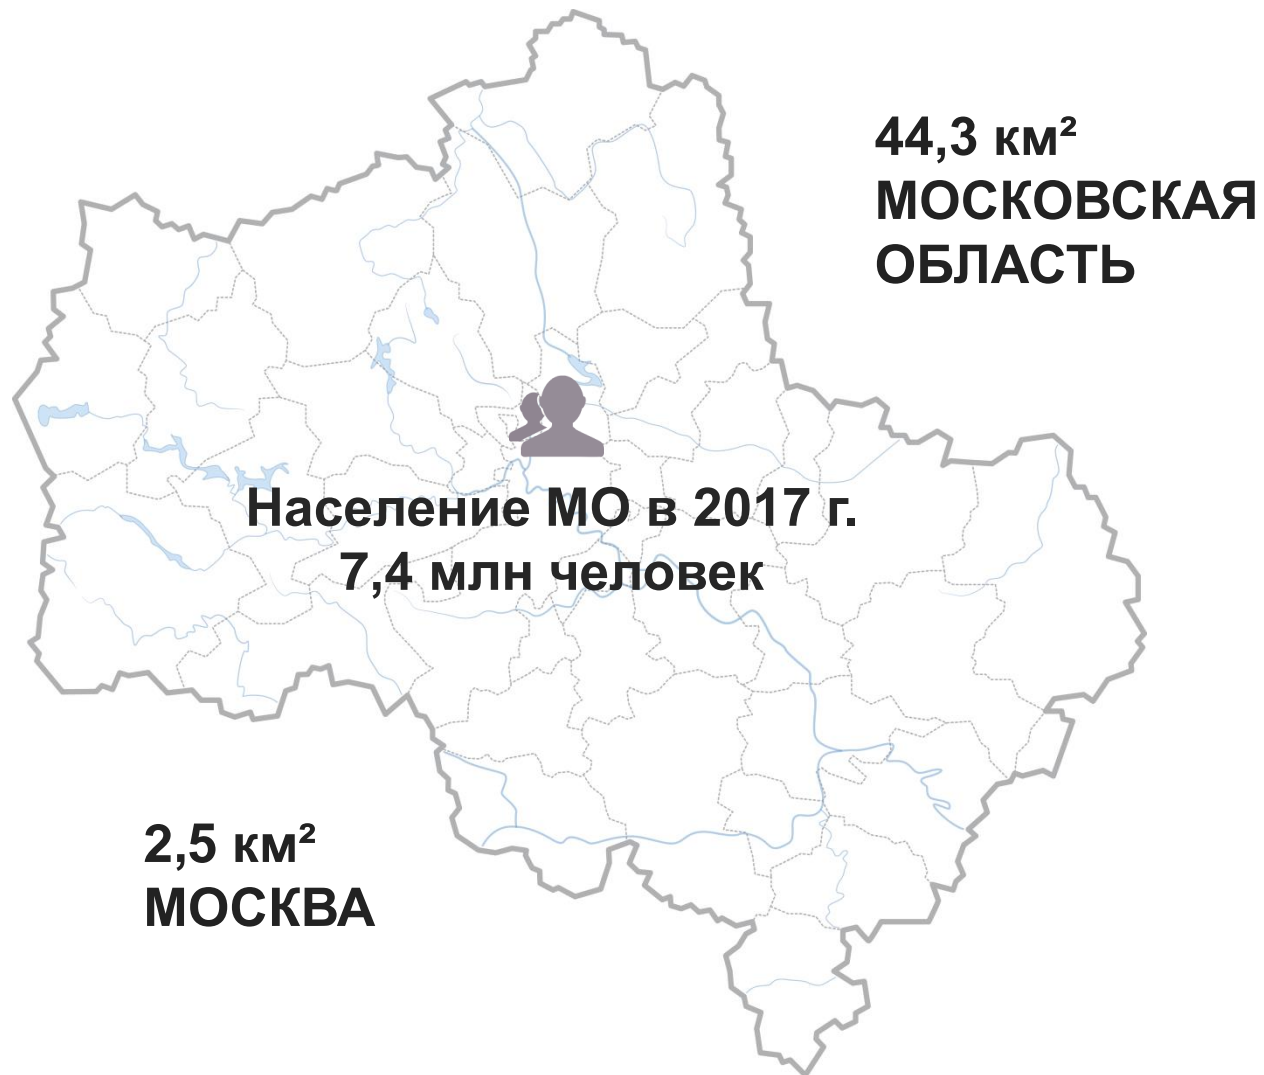 44,3 км²
МОСКОВСКАЯ
ОБЛАСТЬ
Население МО в 2017 г.
7,4 млн человек
2,5 км²
МОСКВА